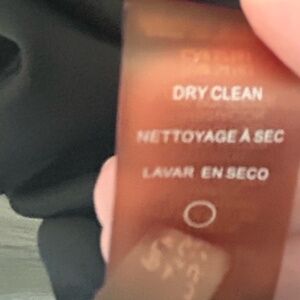 DRY CLEAN
NETTOYAGE À SEC
LAVAR EN SECO